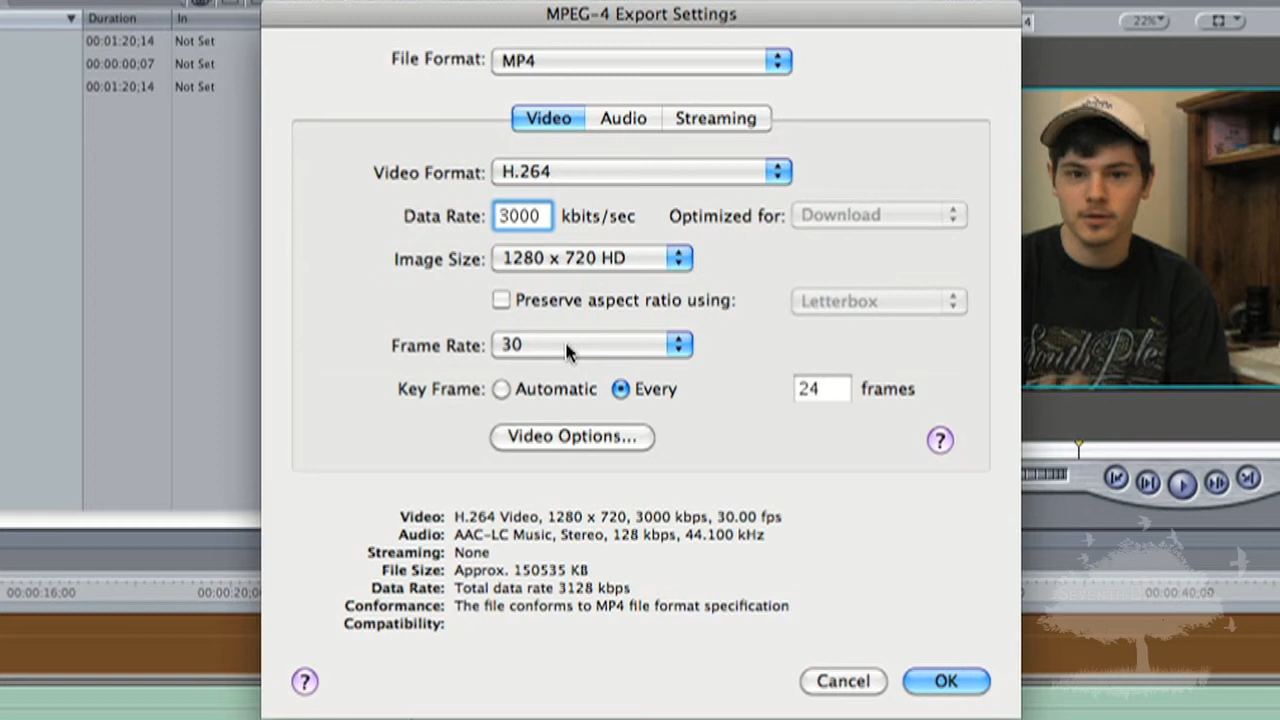 MPEG-4 Export Settings
Duration In
22%
4
00:01:20;14 Not Set
00:00:00;07 Not Set
00:01:20;14 Not Set
File Format: MP4
Video Audio Streaming
Video Format: H.264
Data Rate: 3000 kbits/sec Optimized for: Download
Image Size: 1280 x 720 HD
Preserve aspect ratio using: Letterbox
Frame Rate: 30
Key Frame: Automatic Every 24 frames
Video Options... ?
Video: H.264 Video, 1280 x 720, 3000 kbps, 30.00 fps
Audio: AAC-LC Music, Stereo, 128 kbps, 44.100 kHz
Streaming: None
File Size: Approx. 150535 KB
Data Rate: Total data rate 3128 kbps
Conformance: The file conforms to MP4 file format specification
Compatibility:
00:00:16;00 00:00:20;0 00:00:40;00
? Cancel OK